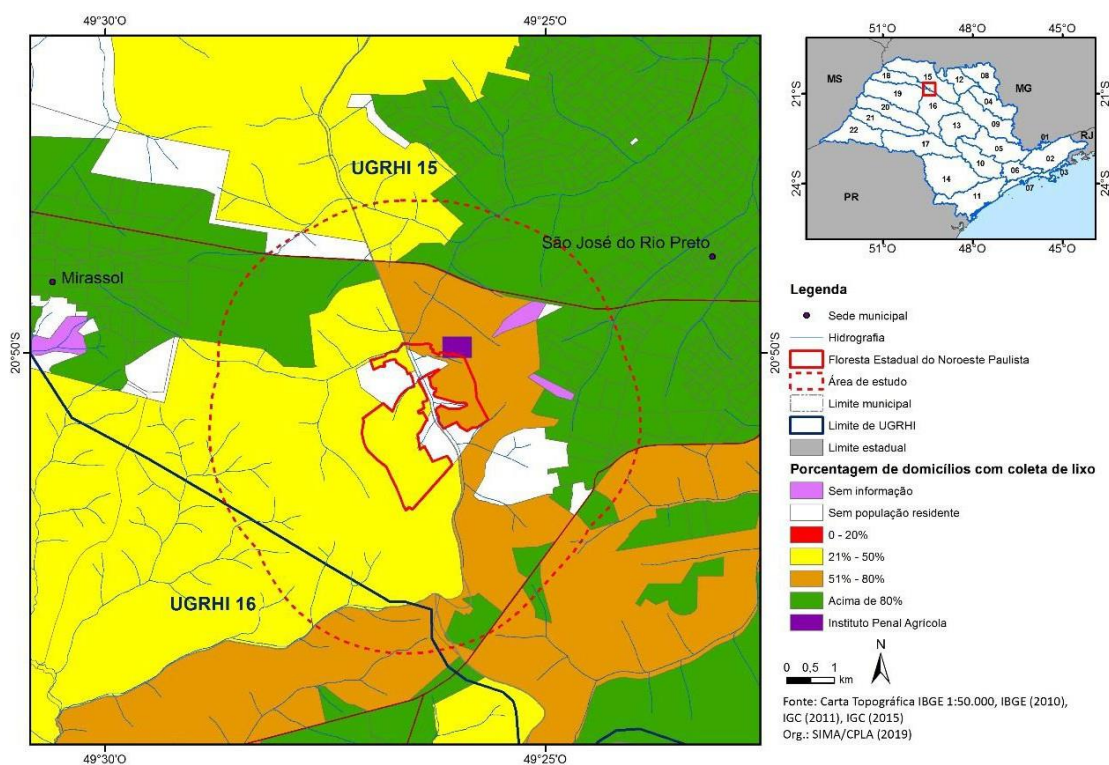 49°30'O
49°25'O
20°50'S
UGRHI 15
São José do Rio Preto
Mirassol
UGRHI 16
20°50'S
49°30'O
49°25'O
51°O
48°O
45°O
MS
MG
RJ
PR
21°S
24°S
21°S
24°S
15
18
12
08
19
16
04
20
09
21
13
22
17
05
01
10
02
06
03
14
07
11
51°O
48°O
45°O
Legenda
Sede municipal
Hidrografia
Floresta Estadual do Noroeste Paulista
Área de estudo
Limite municipal
Limite de UGRHI
Limite estadual
Porcentagem de domicílios com coleta de lixo
Sem informação
Sem população residente
0 - 20%
21% - 50%
51% - 80%
Acima de 80%
Instituto Penal Agricola
N
0 0,5 1
km
Fonte: Carta Topográfica IBGE 1:50.000, IBGE (2010),
IGC (2011), IGC (2015)
Org.: SIMA/CPLA (2019)